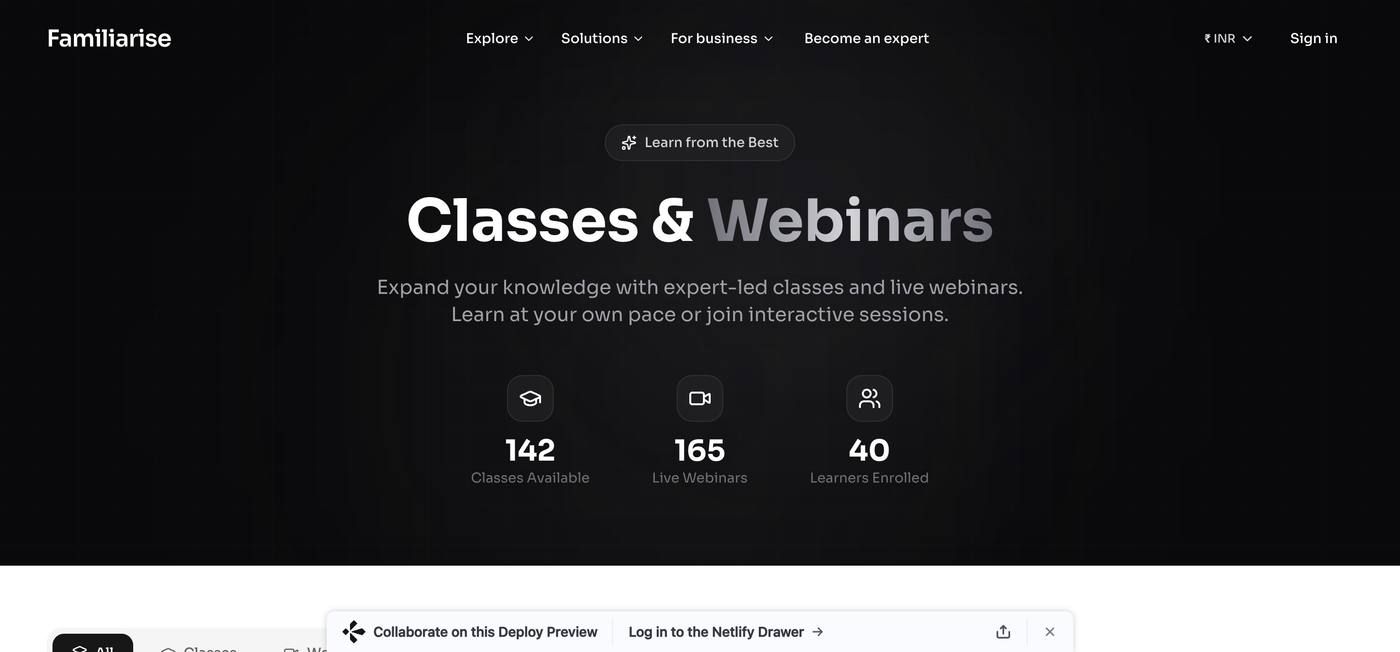 Familiarise
Explore
Solutions
For business
Become an expert
₹ INR
Sign in
Learn from the Best
Classes & Webinars
Expand your knowledge with expert-led classes and live webinars.
Learn at your own pace or join interactive sessions.
142
Classes Available
165
Live Webinars
40
Learners Enrolled
All
Classes
Collaborate on this Deploy Preview
Log in to the Netlify Drawer →